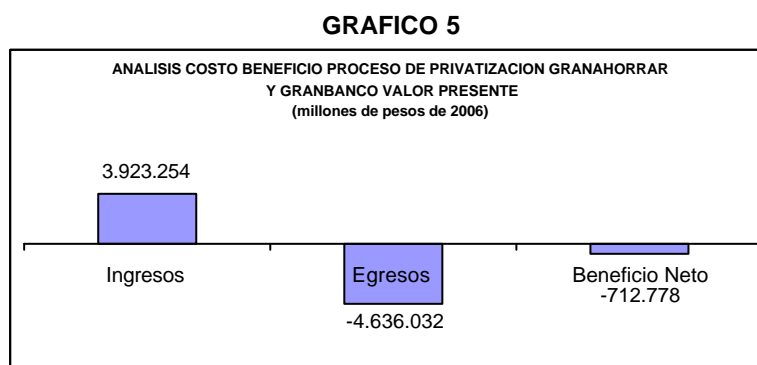 GRAFICO 5
ANALISIS COSTO BENEFICIO PROCESO DE PRIVATIZACION GRANAHORRAR
Y GRANBANCO VALOR PRESENTE
(millones de pesos de 2006)
3.923.254
Ingresos
Egresos
Beneficio Neto
-712.778
-4.636.032